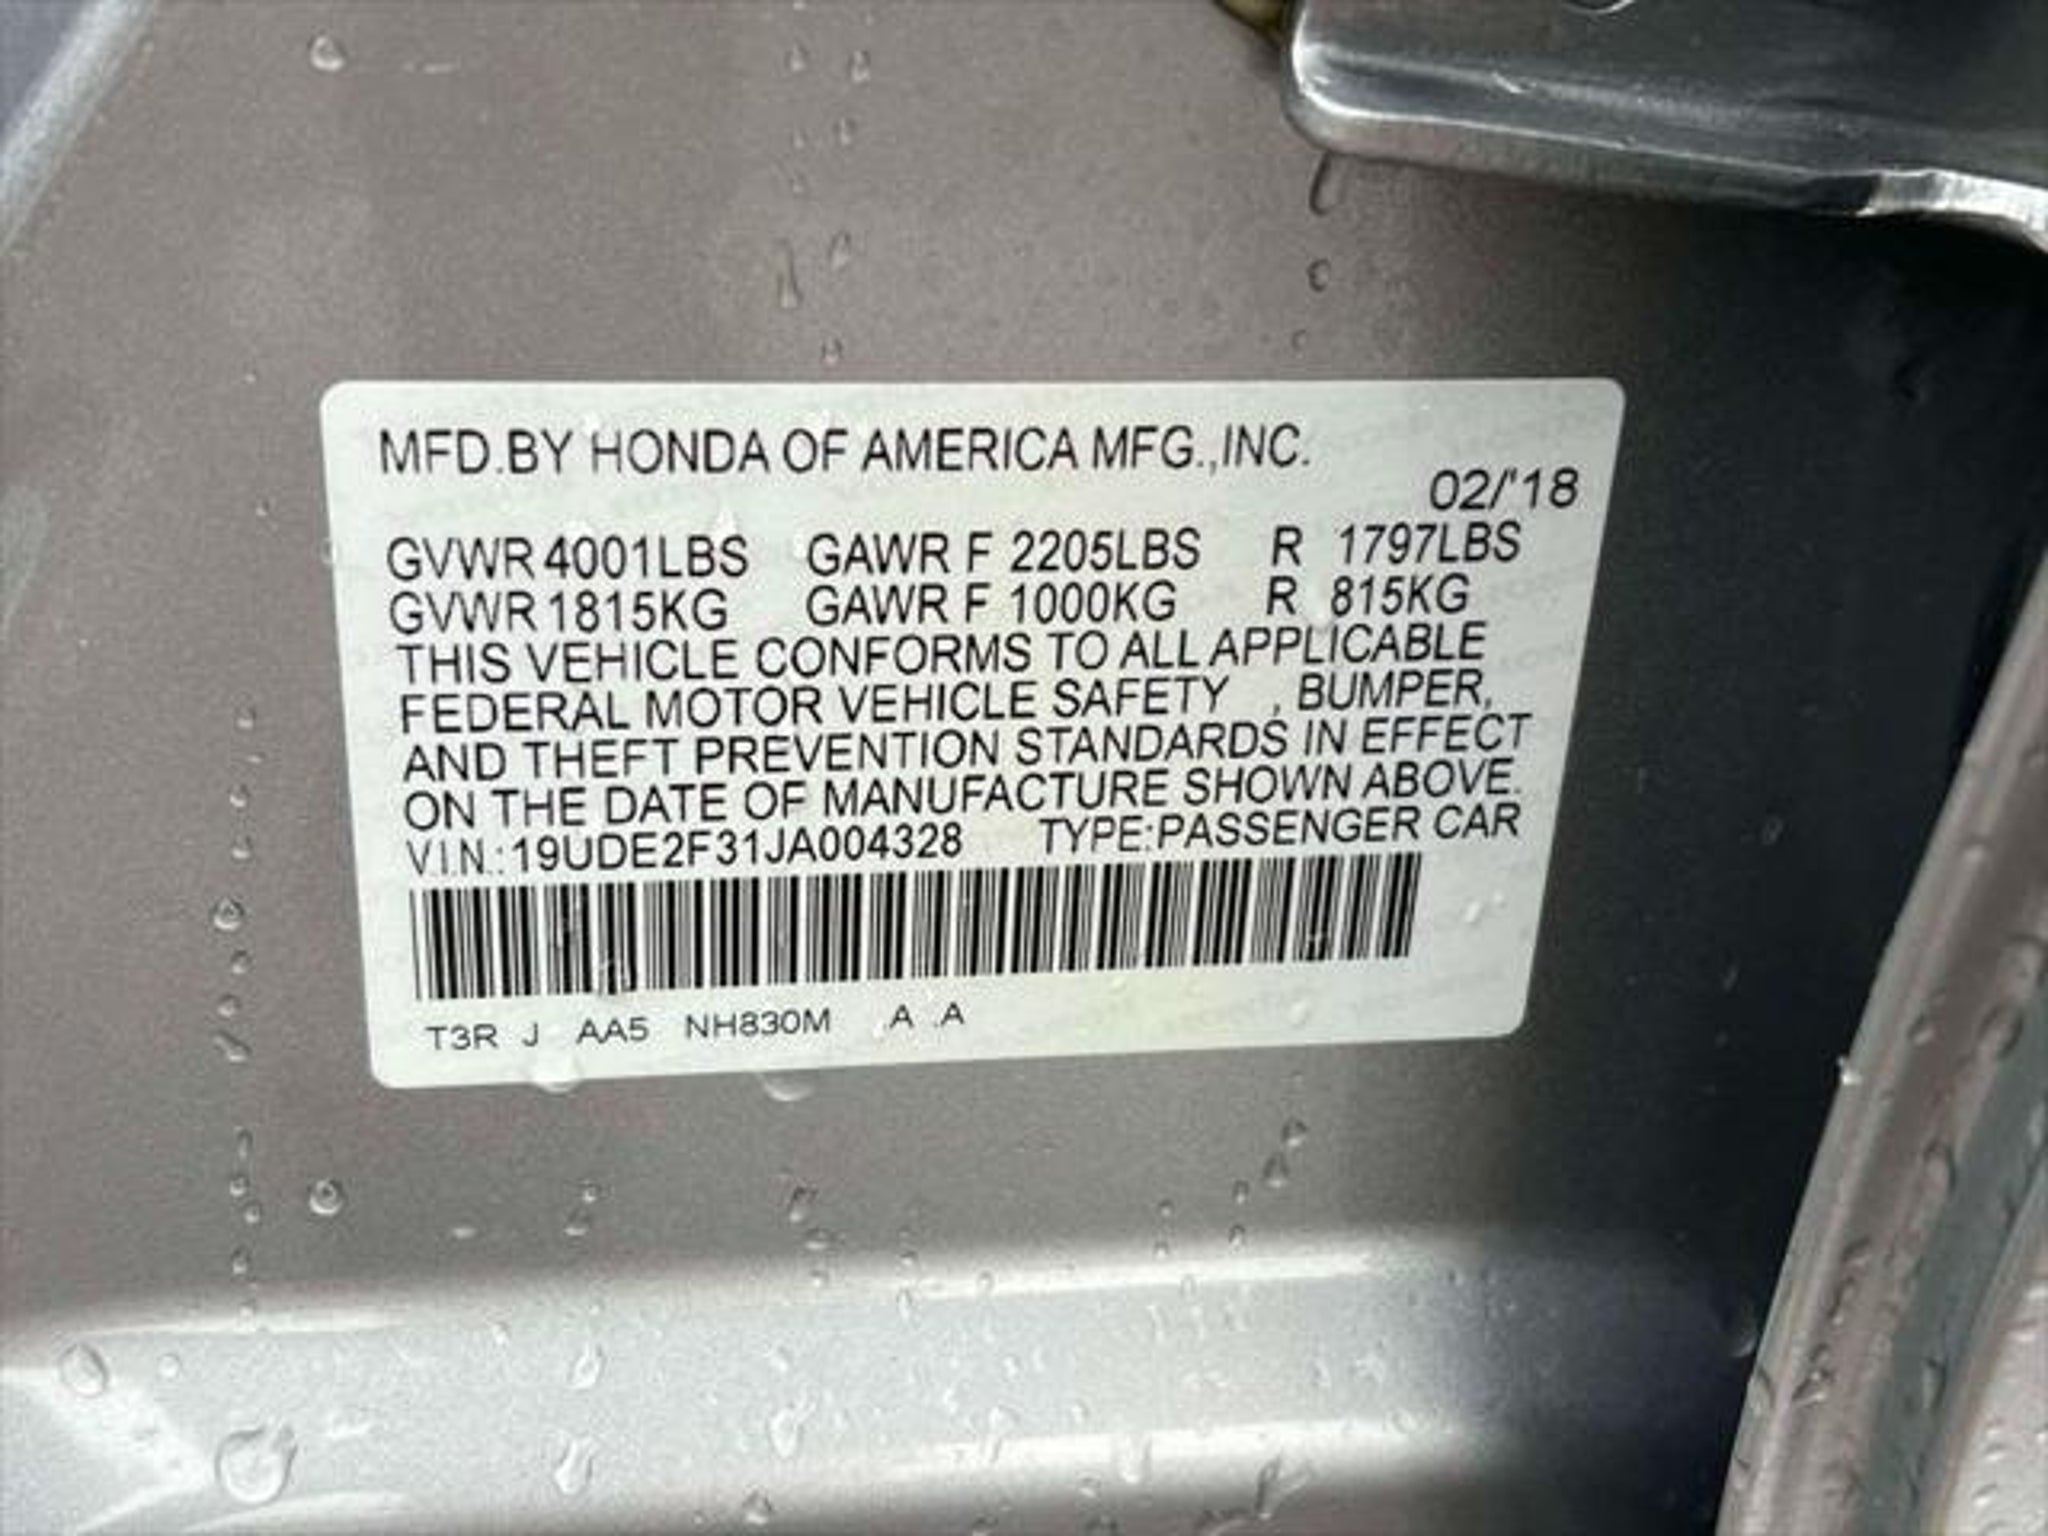 MFD.BY HONDA OF AMERICA MFG.,INC.
02/'18
GVWR 4001LBS GAWR F 2205LBS R 1797LBS
GVWR 1815KG GAWR F 1000KG R 815KG
THIS VEHICLE CONFORMS TO ALL APPLICABLE
FEDERAL MOTOR VEHICLE SAFETY , BUMPER,
AND THEFT PREVENTION STANDARDS IN EFFECT
ON THE DATE OF MANUFACTURE SHOWN ABOVE.
V.I.N.:19UDE2F31JA004328 TYPE:PASSENGER CAR
T3R J AA5 NH830M .A .A